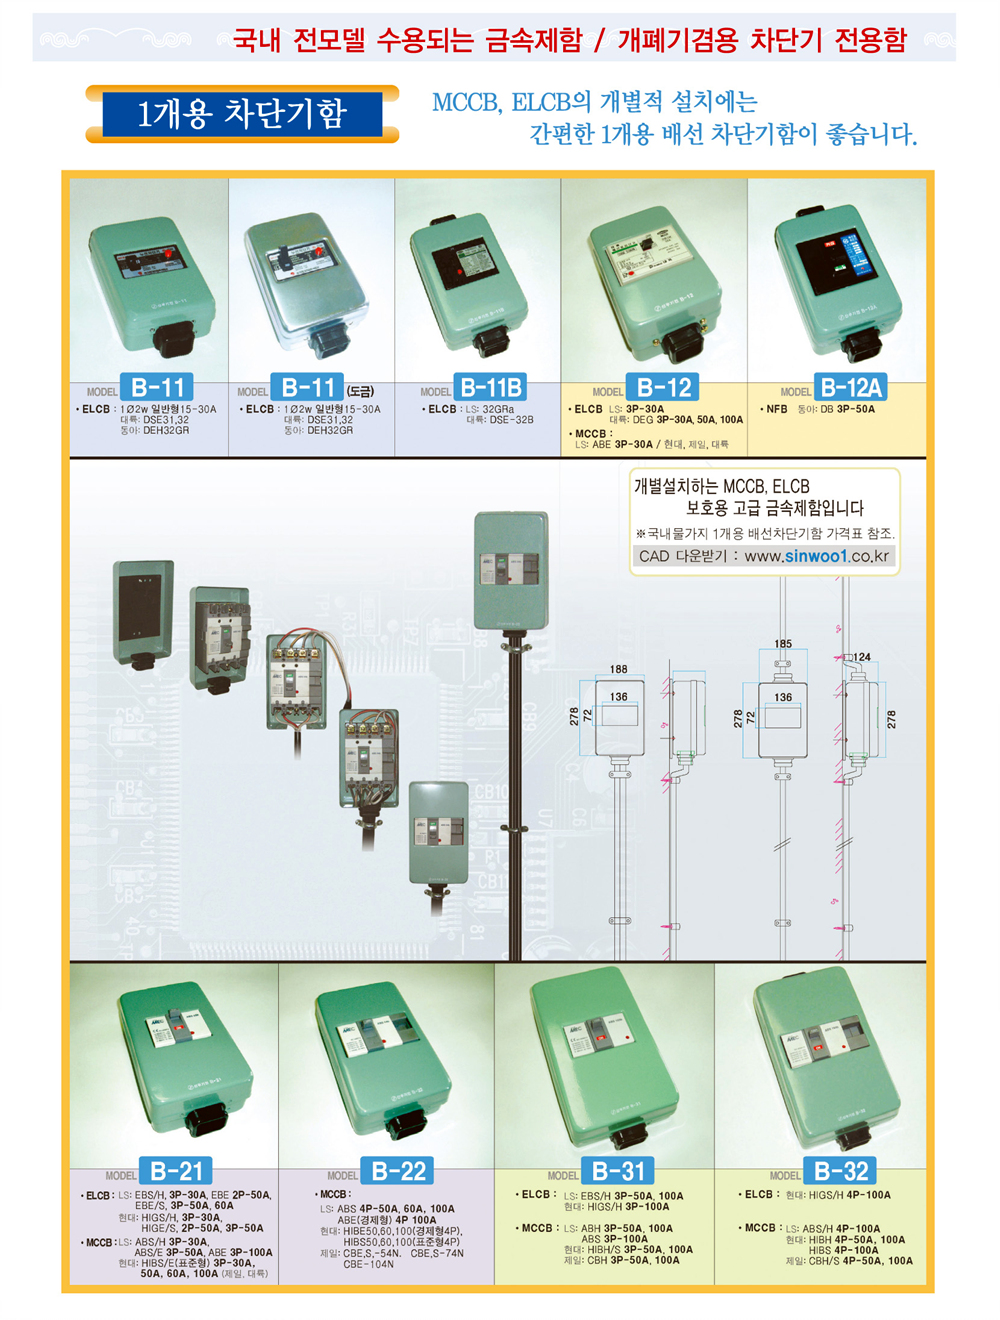 국내 전모델 수용되는 금속제함 / 개폐기겸용 차단기 전용함
1개용 차단기함
MCCB, ELCB의 개별적 설치에는
간편한 1개용 배선 차단기함이 좋습니다.
MODEL B-11
• ELCB : 1Ø2w 일반형15-30A
대륙: DSE31,32
동아: DEH32GR
MODEL B-11 (도금)
• ELCB : 1Ø2w 일반형15-30A
대륙: DSE31,32
동아: DEH32GR
MODEL B-11B
• ELCB : LS: 32GRa
대륙: DSE-32B
MODEL B-12
• ELCB LS: 3P-30A
대륙: DEG 3P-30A, 50A, 100A
• MCCB :
LS: ABE 3P-30A / 현대, 제일, 대륙
MODEL B-12A
• NFB 동아: DB 3P-50A
개별설치하는 MCCB, ELCB
보호용 고급 금속제함입니다
※국내물가지 1개용 배선차단기함 가격표 참조.
CAD 다운받기 : www.sinwoo1.co.kr
188
136
278
72
185
136
278
72
124
278
MODEL B-21
• ELCB : LS: EBS/H, 3P-30A, EBE 2P-50A,
EBE/S, 3P-50A, 60A
현대: HIGS/H, 3P-30A,
HIGE/S, 2P-50A, 3P-50A
• MCCB : LS: ABS/H 3P-30A,
ABS/E 3P-50A, ABE 3P-100A
현대: HIBS/E(표준형) 3P-30A,
50A, 60A, 100A (제일, 대륙)
MODEL B-22
• MCCB :
LS: ABS 4P-50A, 60A, 100A
ABE(경제형) 4P 100A
현대: HIBE50,60,100(경제형4P),
HIBS50,60,100(표준형4P)
제일: CBE,S,-54N. CBE,S-74N
CBE-104N
MODEL B-31
• ELCB : LS: EBS/H 3P-50A, 100A
현대: HIGS/H 3P-100A
• MCCB : LS: ABH 3P-50A, 100A
ABS 3P-100A
현대: HIBH/S 3P-50A, 100A
제일: CBH 3P-50A, 100A
MODEL B-32
• ELCB : 현대: HIGS/H 4P-100A
• MCCB : LS: ABS/H 4P-100A
현대: HIBH 4P-50A, 100A
HIBS 4P-100A
제일: CBH/S 4P-50A, 100A